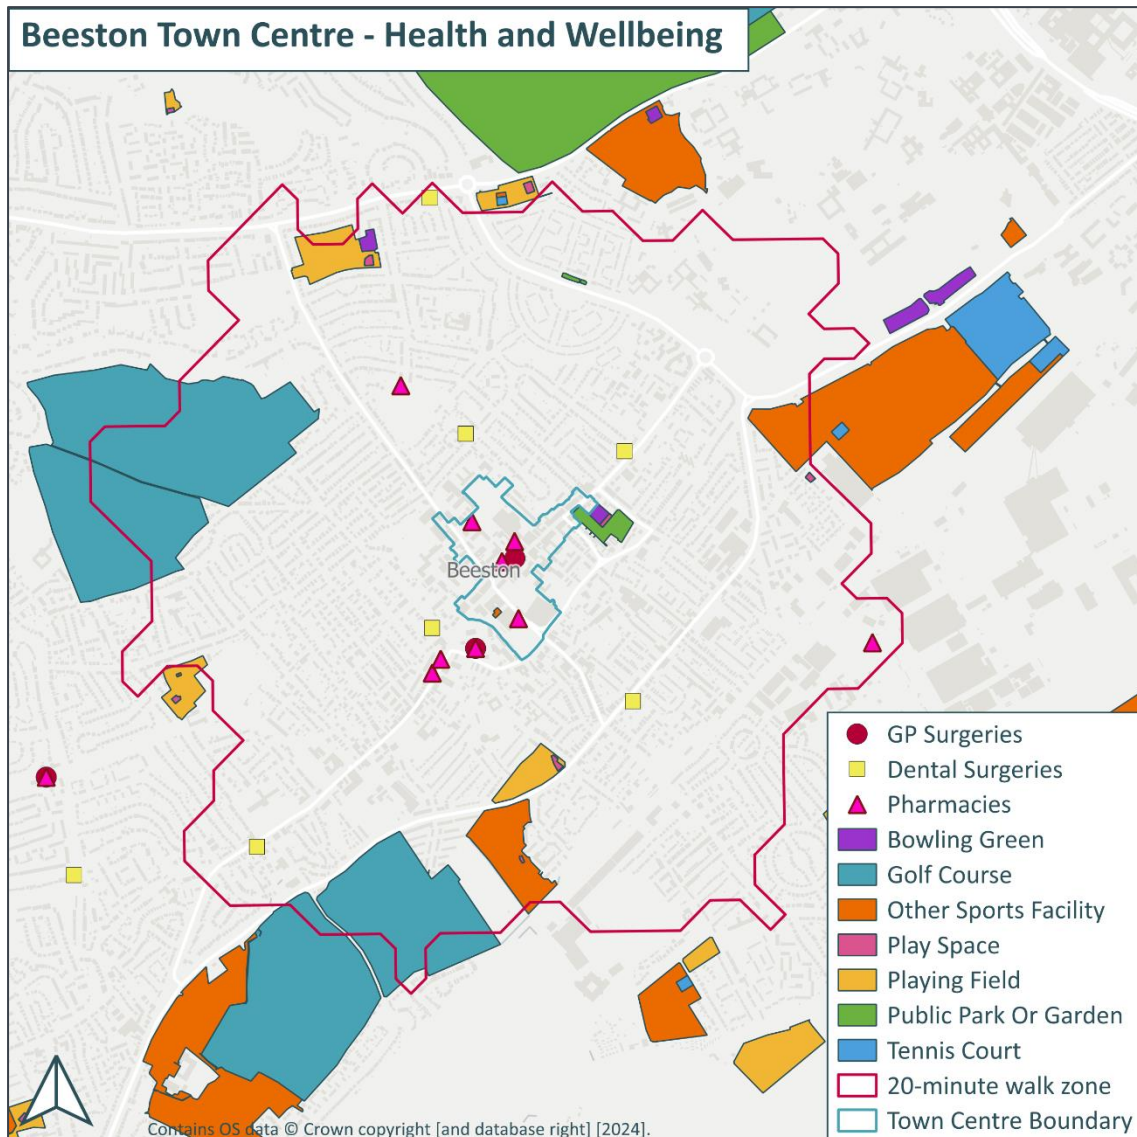 Beeston Town Centre - Health and Wellbeing
Beeston
GP Surgeries
Dental Surgeries
Pharmacies
Bowling Green
Golf Course
Other Sports Facility
Play Space
Playing Field
Public Park Or Garden
Tennis Court
20-minute walk zone
Town Centre Boundary
Contains OS data © Crown copyright [and database right] [2024].